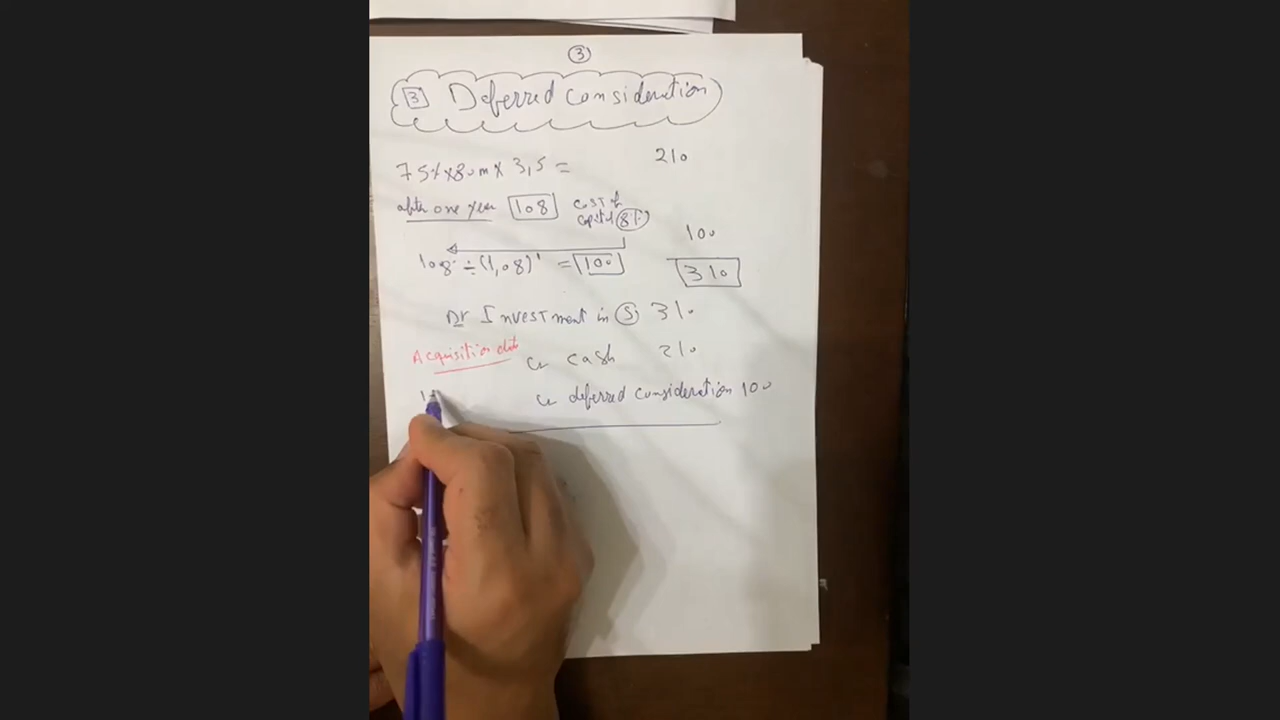 ③
3 Deferred consideration
75% x 80 m x 3,5 = 210
after one year 108 cost of capital 8%
100
108 ÷ (1,08)¹ = 100
310
Dr Investment in S 310
Acquisition date
Cr cash 210
Cr deferred consideration 100